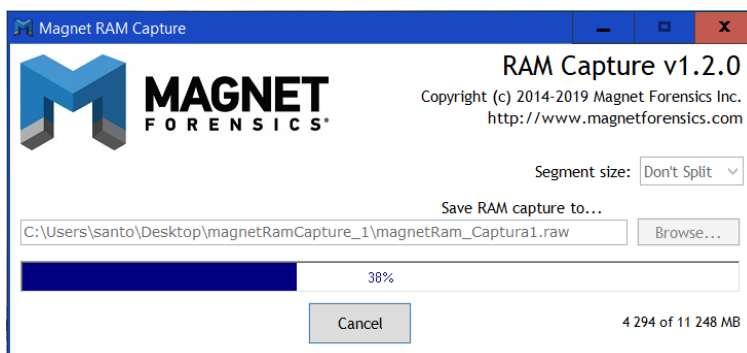 Magnet RAM Capture
MAGNET
FORENSICS®
RAM Capture v1.2.0
Copyright (c) 2014-2019 Magnet Forensics Inc.
http://www.magnetforensics.com
Segment size: Don't Split
Save RAM capture to...
C:\Users\santo\Desktop\magnetRamCapture_1\magnetRam_Captura1.raw Browse...
38%
Cancel 4 294 of 11 248 MB